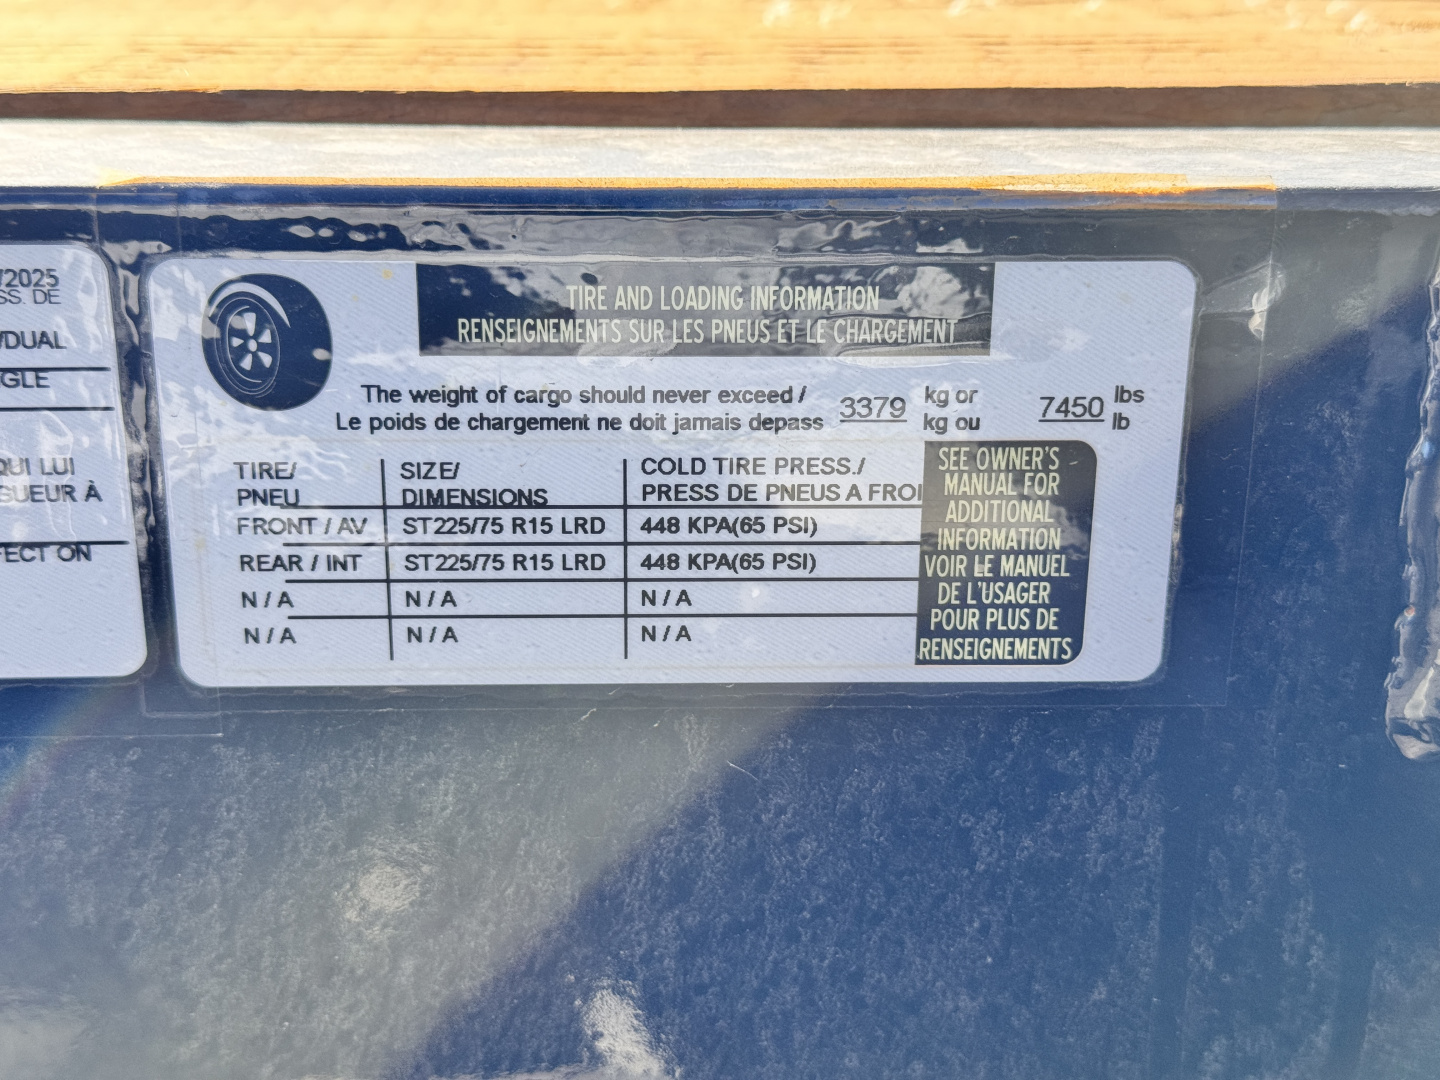 /2025
SS. DE
/DUAL
GLE
QUI LUI
GUEUR À
FECT ON
TIRE AND LOADING INFORMATION
RENSEIGNEMENTS SUR LES PNEUS ET LE CHARGEMENT
The weight of cargo should never exceed / 3379 kg or 7450 lbs
Le poids de chargement ne doit jamais depass kg ou lb
TIRE/ SIZE/ COLD TIRE PRESS./
PNEU DIMENSIONS PRESS DE PNEUS A FROI
FRONT / AV ST225/75 R15 LRD 448 KPA(65 PSI)
REAR / INT ST225/75 R15 LRD 448 KPA(65 PSI)
N / A N / A N / A
N / A N / A N / A
SEE OWNER'S
MANUAL FOR
ADDITIONAL
INFORMATION
VOIR LE MANUEL
DE L'USAGER
POUR PLUS DE
RENSEIGNEMENTS